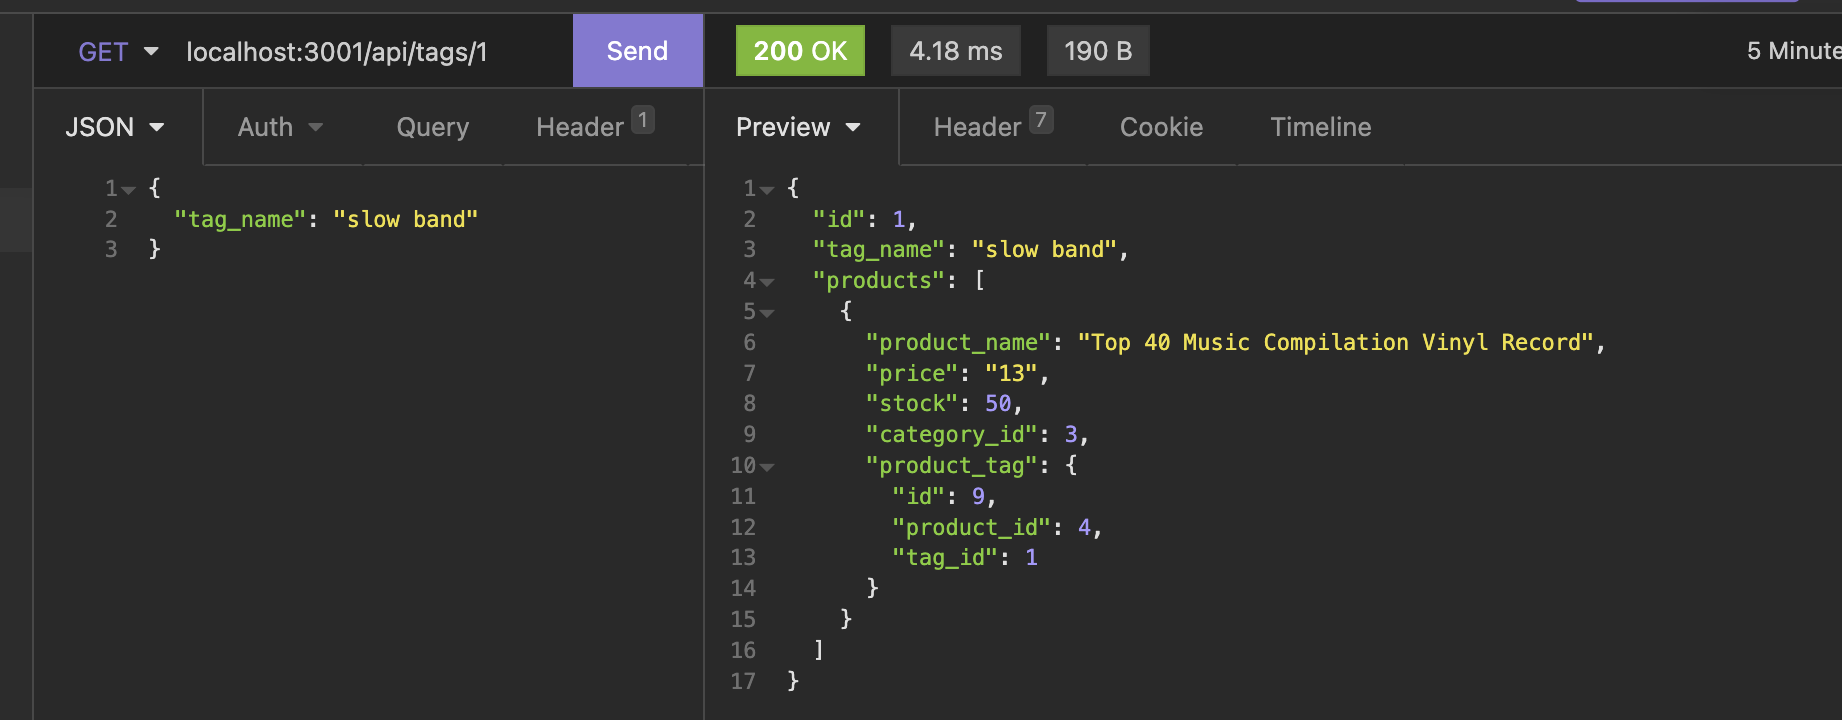 GET localhost:3001/api/tags/1 Send 200 OK 4.18 ms 190 B 5 Minute
JSON Auth Query Header 1 Preview Header 7 Cookie Timeline
1 {
2 "tag_name": "slow band"
3 }
1 {
2 "id": 1,
3 "tag_name": "slow band",
4 "products": [
5 {
6 "product_name": "Top 40 Music Compilation Vinyl Record",
7 "price": "13",
8 "stock": 50,
9 "category_id": 3,
10 "product_tag": {
11 "id": 9,
12 "product_id": 4,
13 "tag_id": 1
14 }
15 }
16 ]
17 }